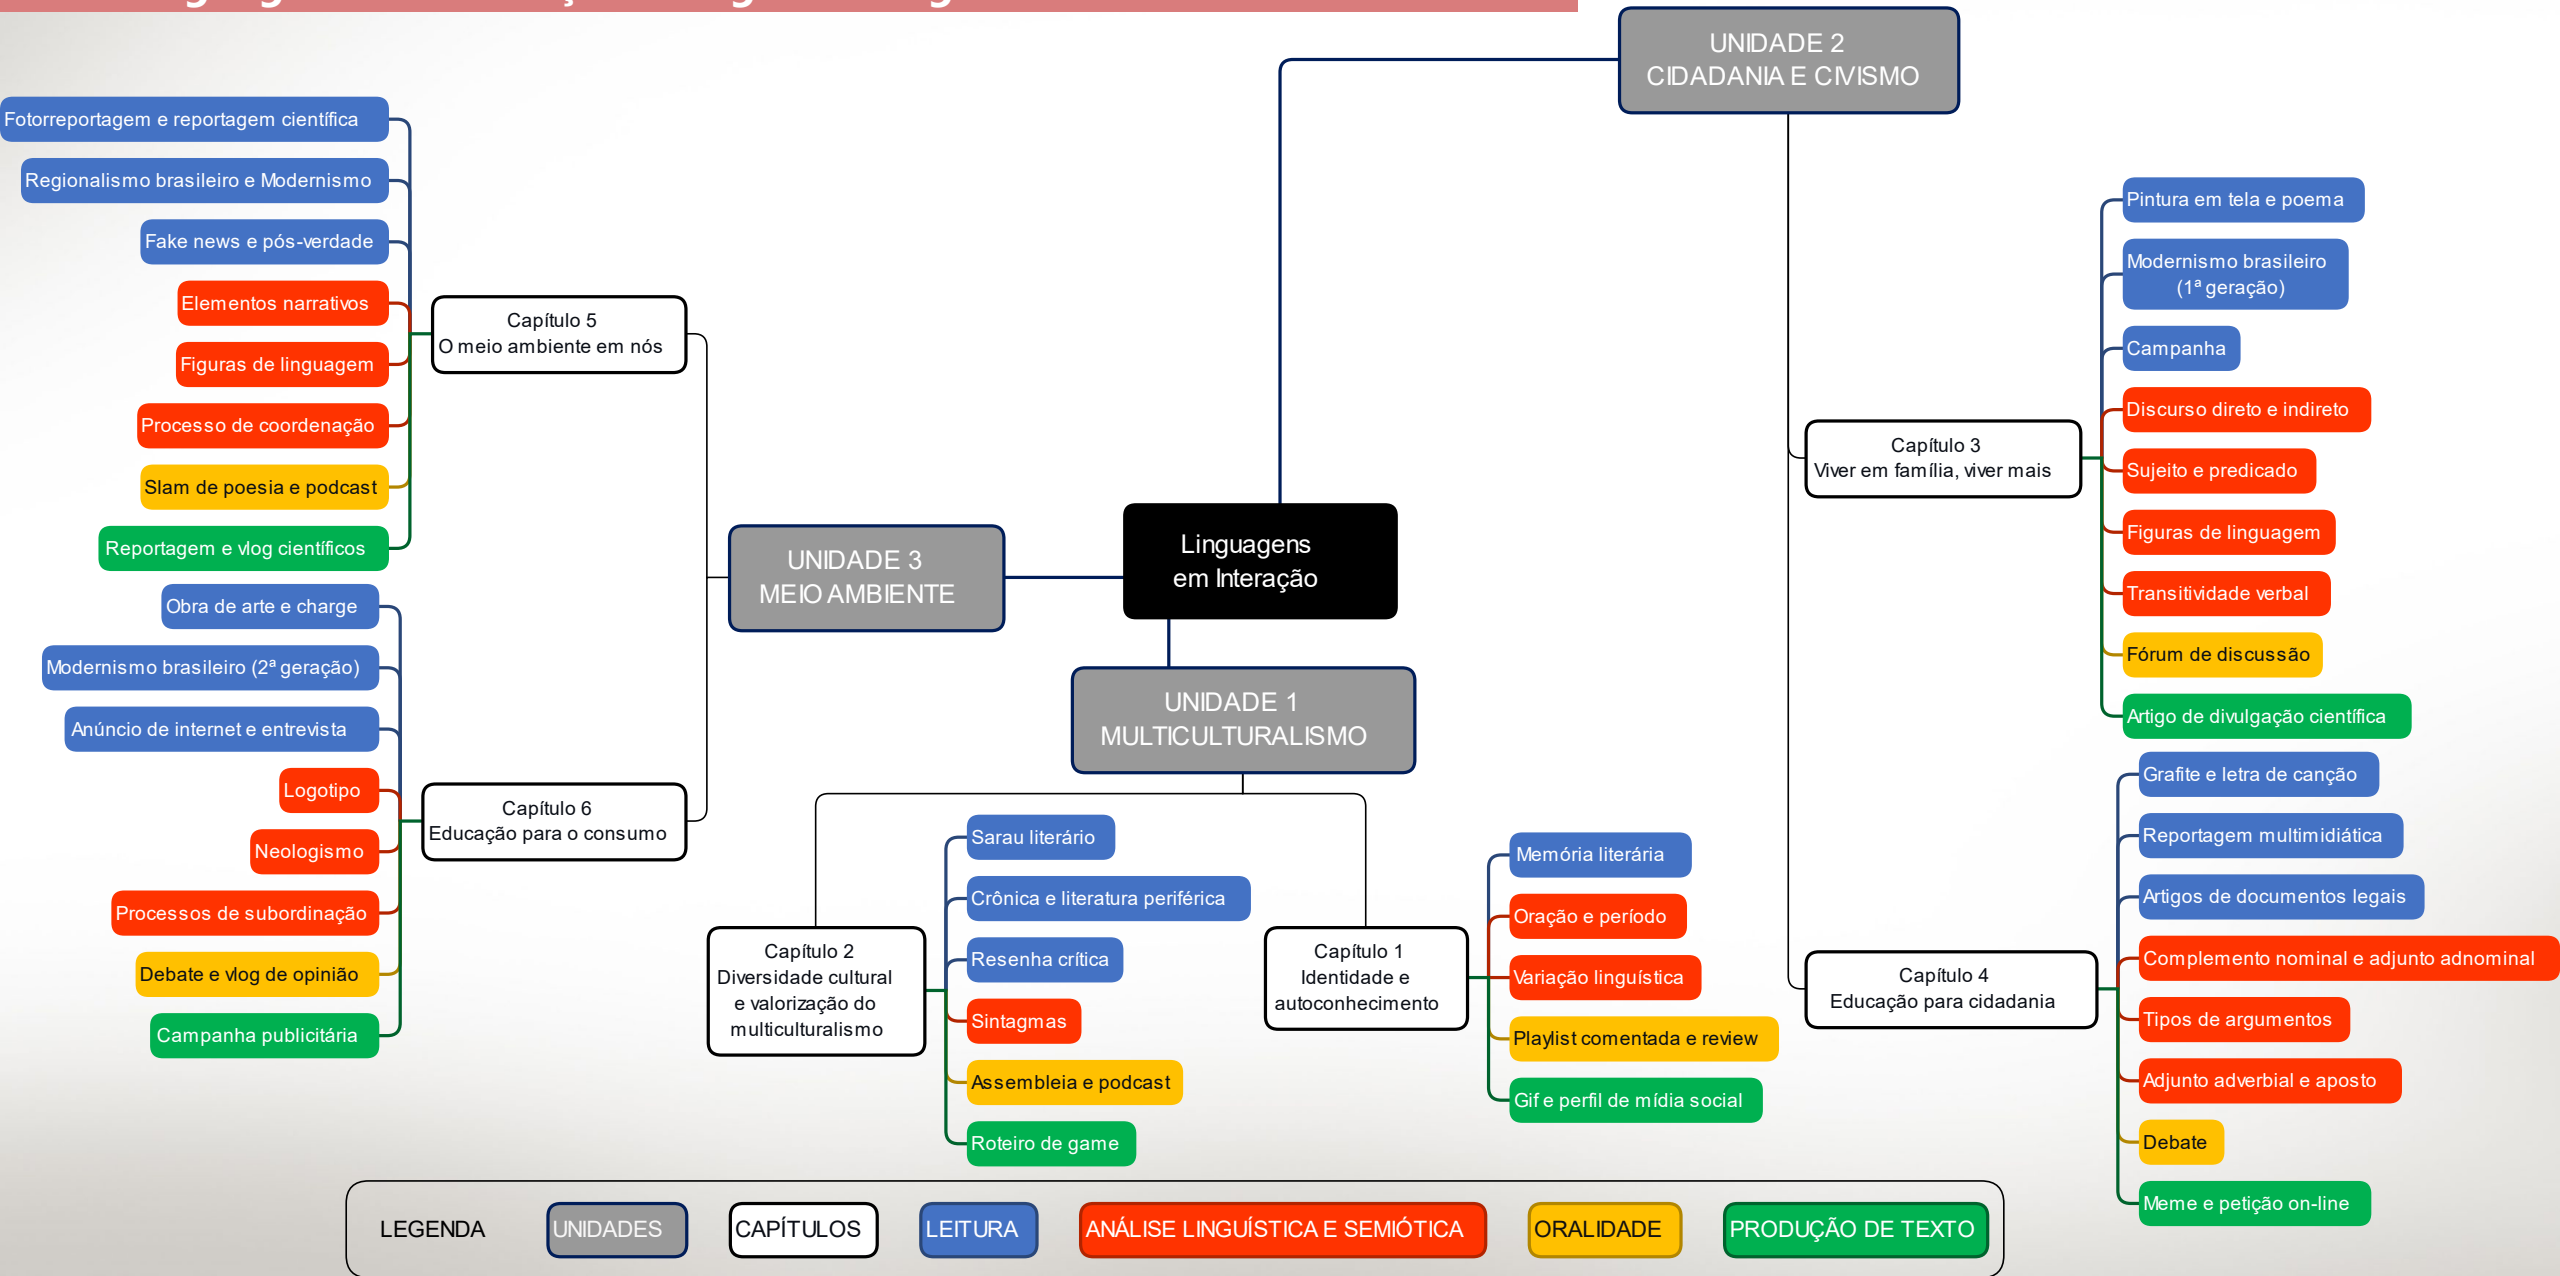 UNIDADE 2
CIDADANIA E CIVISMO
Fotorreportagem e reportagem científica
Regionalismo brasileiro e Modernismo
Fake news e pós-verdade
Elementos narrativos
Figuras de linguagem
Processo de coordenação
Slam de poesia e podcast
Reportagem e vlog científicos
Capítulo 5
O meio ambiente em nós
Obra de arte e charge
Modernismo brasileiro (2ª geração)
Anúncio de internet e entrevista
Logotipo
Neologismo
Processos de subordinação
Debate e vlog de opinião
Campanha publicitária
Capítulo 6
Educação para o consumo
UNIDADE 3
MEIO AMBIENTE
Linguagens
em Interação
UNIDADE 1
MULTICULTURALISMO
Capítulo 2
Diversidade cultural
e valorização do
multiculturalismo
Sarau literário
Crônica e literatura periférica
Resenha crítica
Sintagmas
Assembleia e podcast
Roteiro de game
Capítulo 1
Identidade e
autoconhecimento
Memória literária
Oração e período
Variação linguística
Playlist comentada e review
Gif e perfil de mídia social
Capítulo 3
Viver em família, viver mais
Pintura em tela e poema
Modernismo brasileiro
(1ª geração)
Campanha
Discurso direto e indireto
Sujeito e predicado
Figuras de linguagem
Transitividade verbal
Fórum de discussão
Artigo de divulgação científica
Capítulo 4
Educação para cidadania
Grafite e letra de canção
Reportagem multimidiática
Artigos de documentos legais
Complemento nominal e adjunto adnominal
Tipos de argumentos
Adjunto adverbial e aposto
Debate
Meme e petição on-line
LEGENDA
UNIDADES
CAPÍTULOS
LEITURA
ANÁLISE LINGUÍSTICA E SEMIÓTICA
ORALIDADE
PRODUÇÃO DE TEXTO